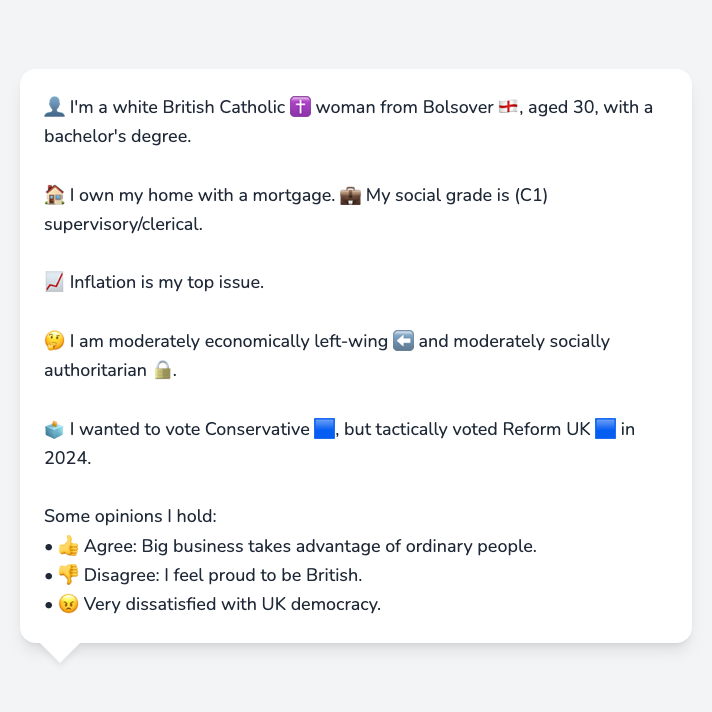 👤 I'm a white British Catholic ✝️ woman from Bolsover 🏴󠁧󠁢󠁥󠁮󠁧󠁿, aged 30, with a
bachelor's degree.
🏠 I own my home with a mortgage. 💼 My social grade is (C1)
supervisory/clerical.
📈 Inflation is my top issue.
🤔 I am moderately economically left-wing ⬅️ and moderately socially
authoritarian 🔒.
🗳️ I wanted to vote Conservative 🟦, but tactically voted Reform UK 🟦 in
2024.
Some opinions I hold:
• 👍 Agree: Big business takes advantage of ordinary people.
• 👎 Disagree: I feel proud to be British.
• 😠 Very dissatisfied with UK democracy.